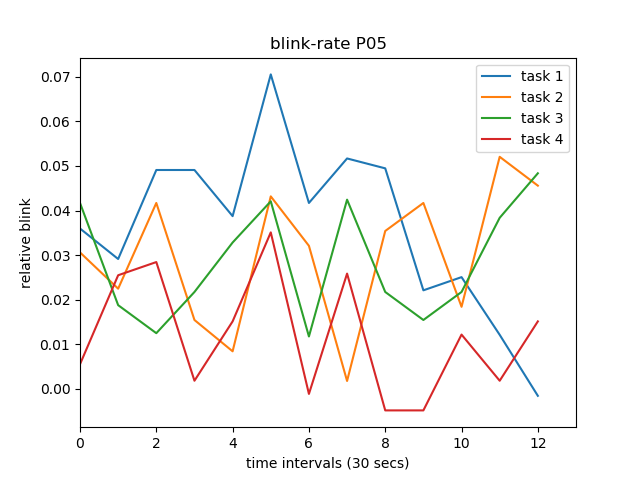 blink-rate P05
task 1
task 2
task 3
task 4
relative blink
0.07
0.06
0.05
0.04
0.03
0.02
0.01
0.00
0 2 4 6 8 10 12
time intervals (30 secs)